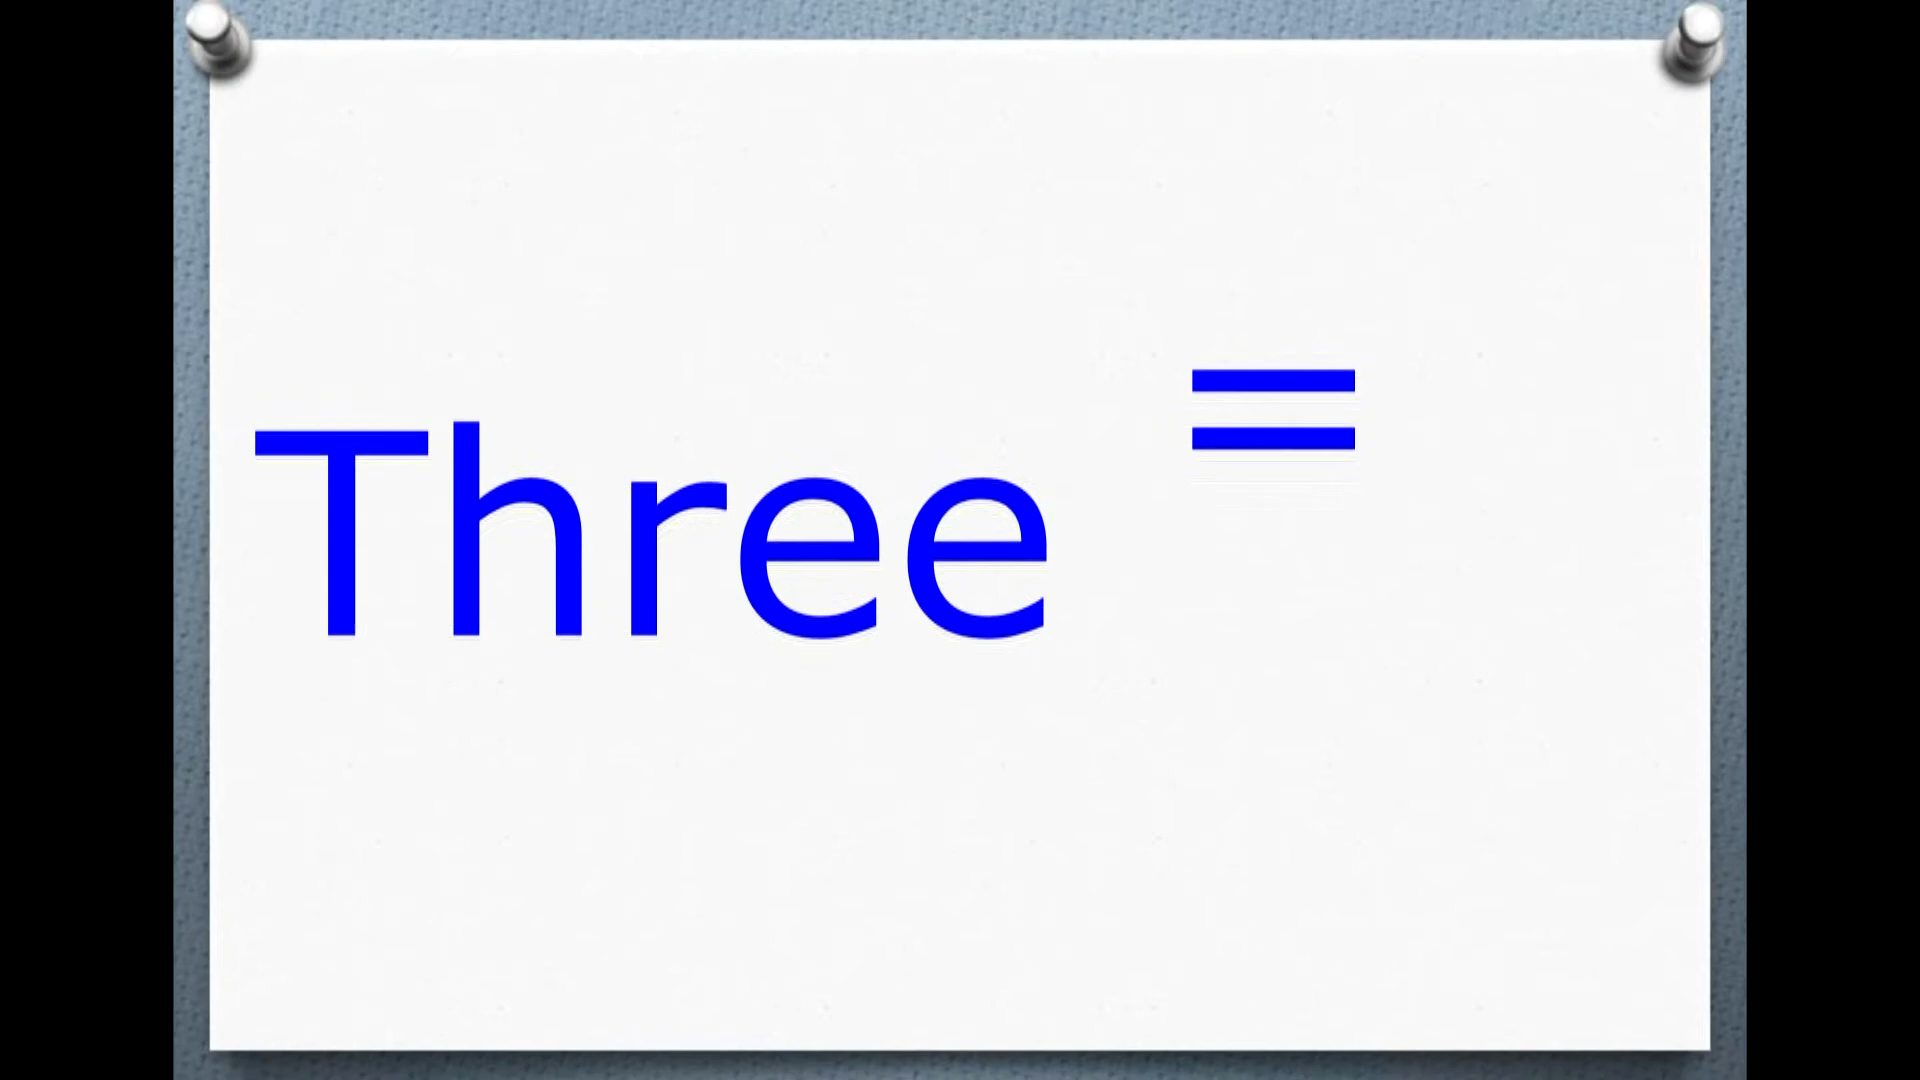 Three =